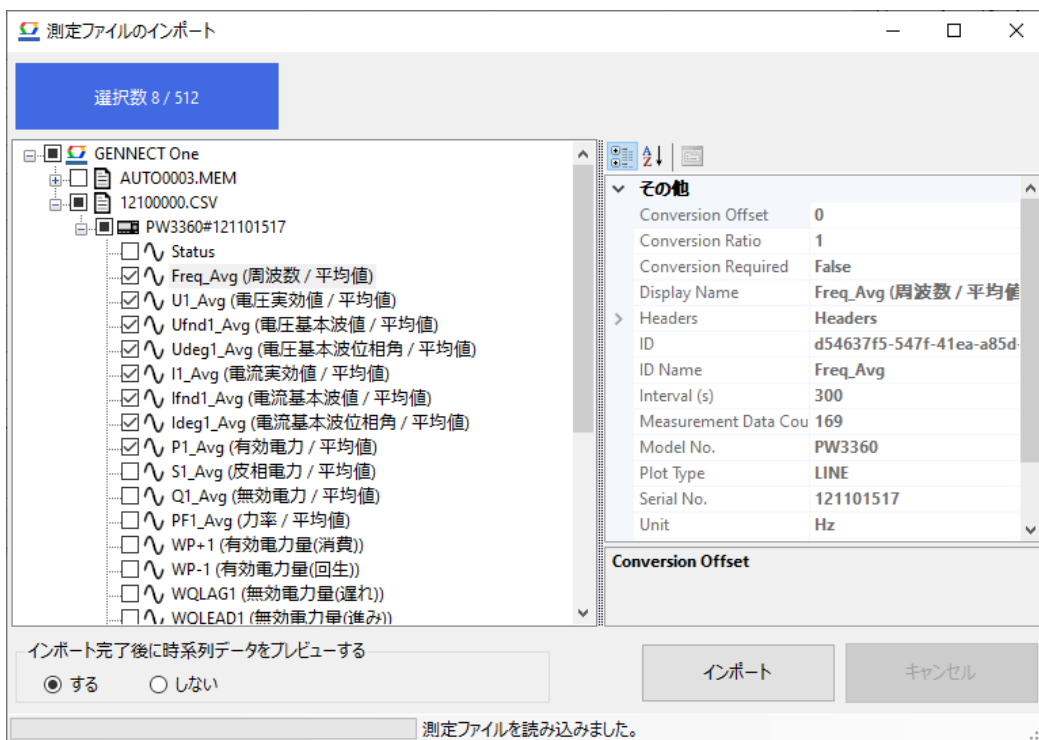 測定ファイルのインポート
選択数 8 / 512
GENNECT One
AUTO0003.MEM
12100000.CSV
PW3360#121101517
Status
Freq_Avg (周波数 / 平均値)
U1_Avg (電圧実効値 / 平均値)
Ufnd1_Avg (電圧基本波値 / 平均値)
Udeg1_Avg (電圧基本波位相角 / 平均値)
I1_Avg (電流実効値 / 平均値)
Ifnd1_Avg (電流基本波値 / 平均値)
Ideg1_Avg (電流基本波位相角 / 平均値)
P1_Avg (有効電力 / 平均値)
S1_Avg (皮相電力 / 平均値)
Q1_Avg (無効電力 / 平均値)
PF1_Avg (力率 / 平均値)
WP+1 (有効電力量(消費))
WP-1 (有効電力量(回生))
WQLAG1 (無効電力量(遅れ))
WQLEAD1 (無効電力量(進み))
その他
Conversion Offset 0
Conversion Ratio 1
Conversion Required False
Display Name Freq_Avg (周波数 / 平均値
Headers Headers
ID d54637f5-547f-41ea-a85d-
ID Name Freq_Avg
Interval (s) 300
Measurement Data Cou 169
Model No. PW3360
Plot Type LINE
Serial No. 121101517
Unit Hz
Conversion Offset
インポート完了後に時系列データをプレビューする
する しない
インポート キャンセル
測定ファイルを読み込みました。